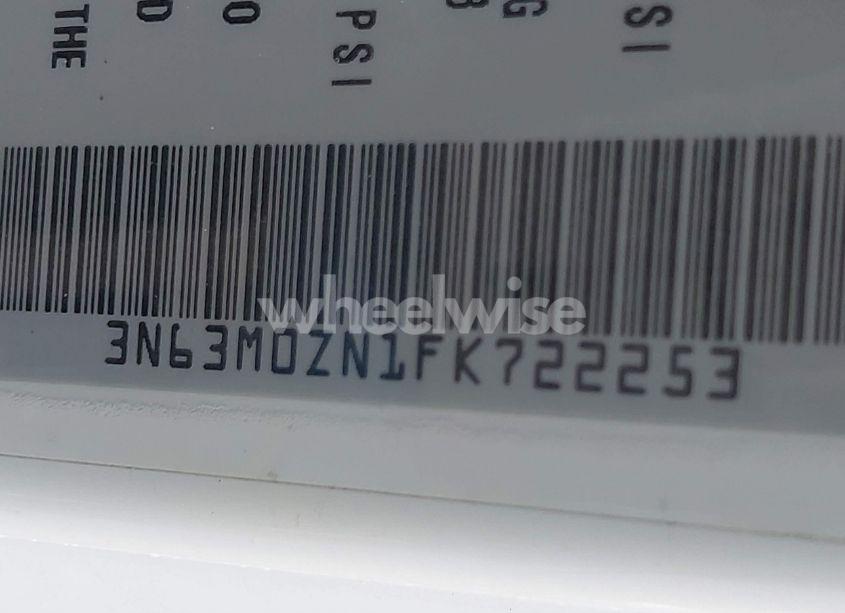 THE
D
O
PSI
G
SI
wheelwise
3N63M0ZN1FK722253